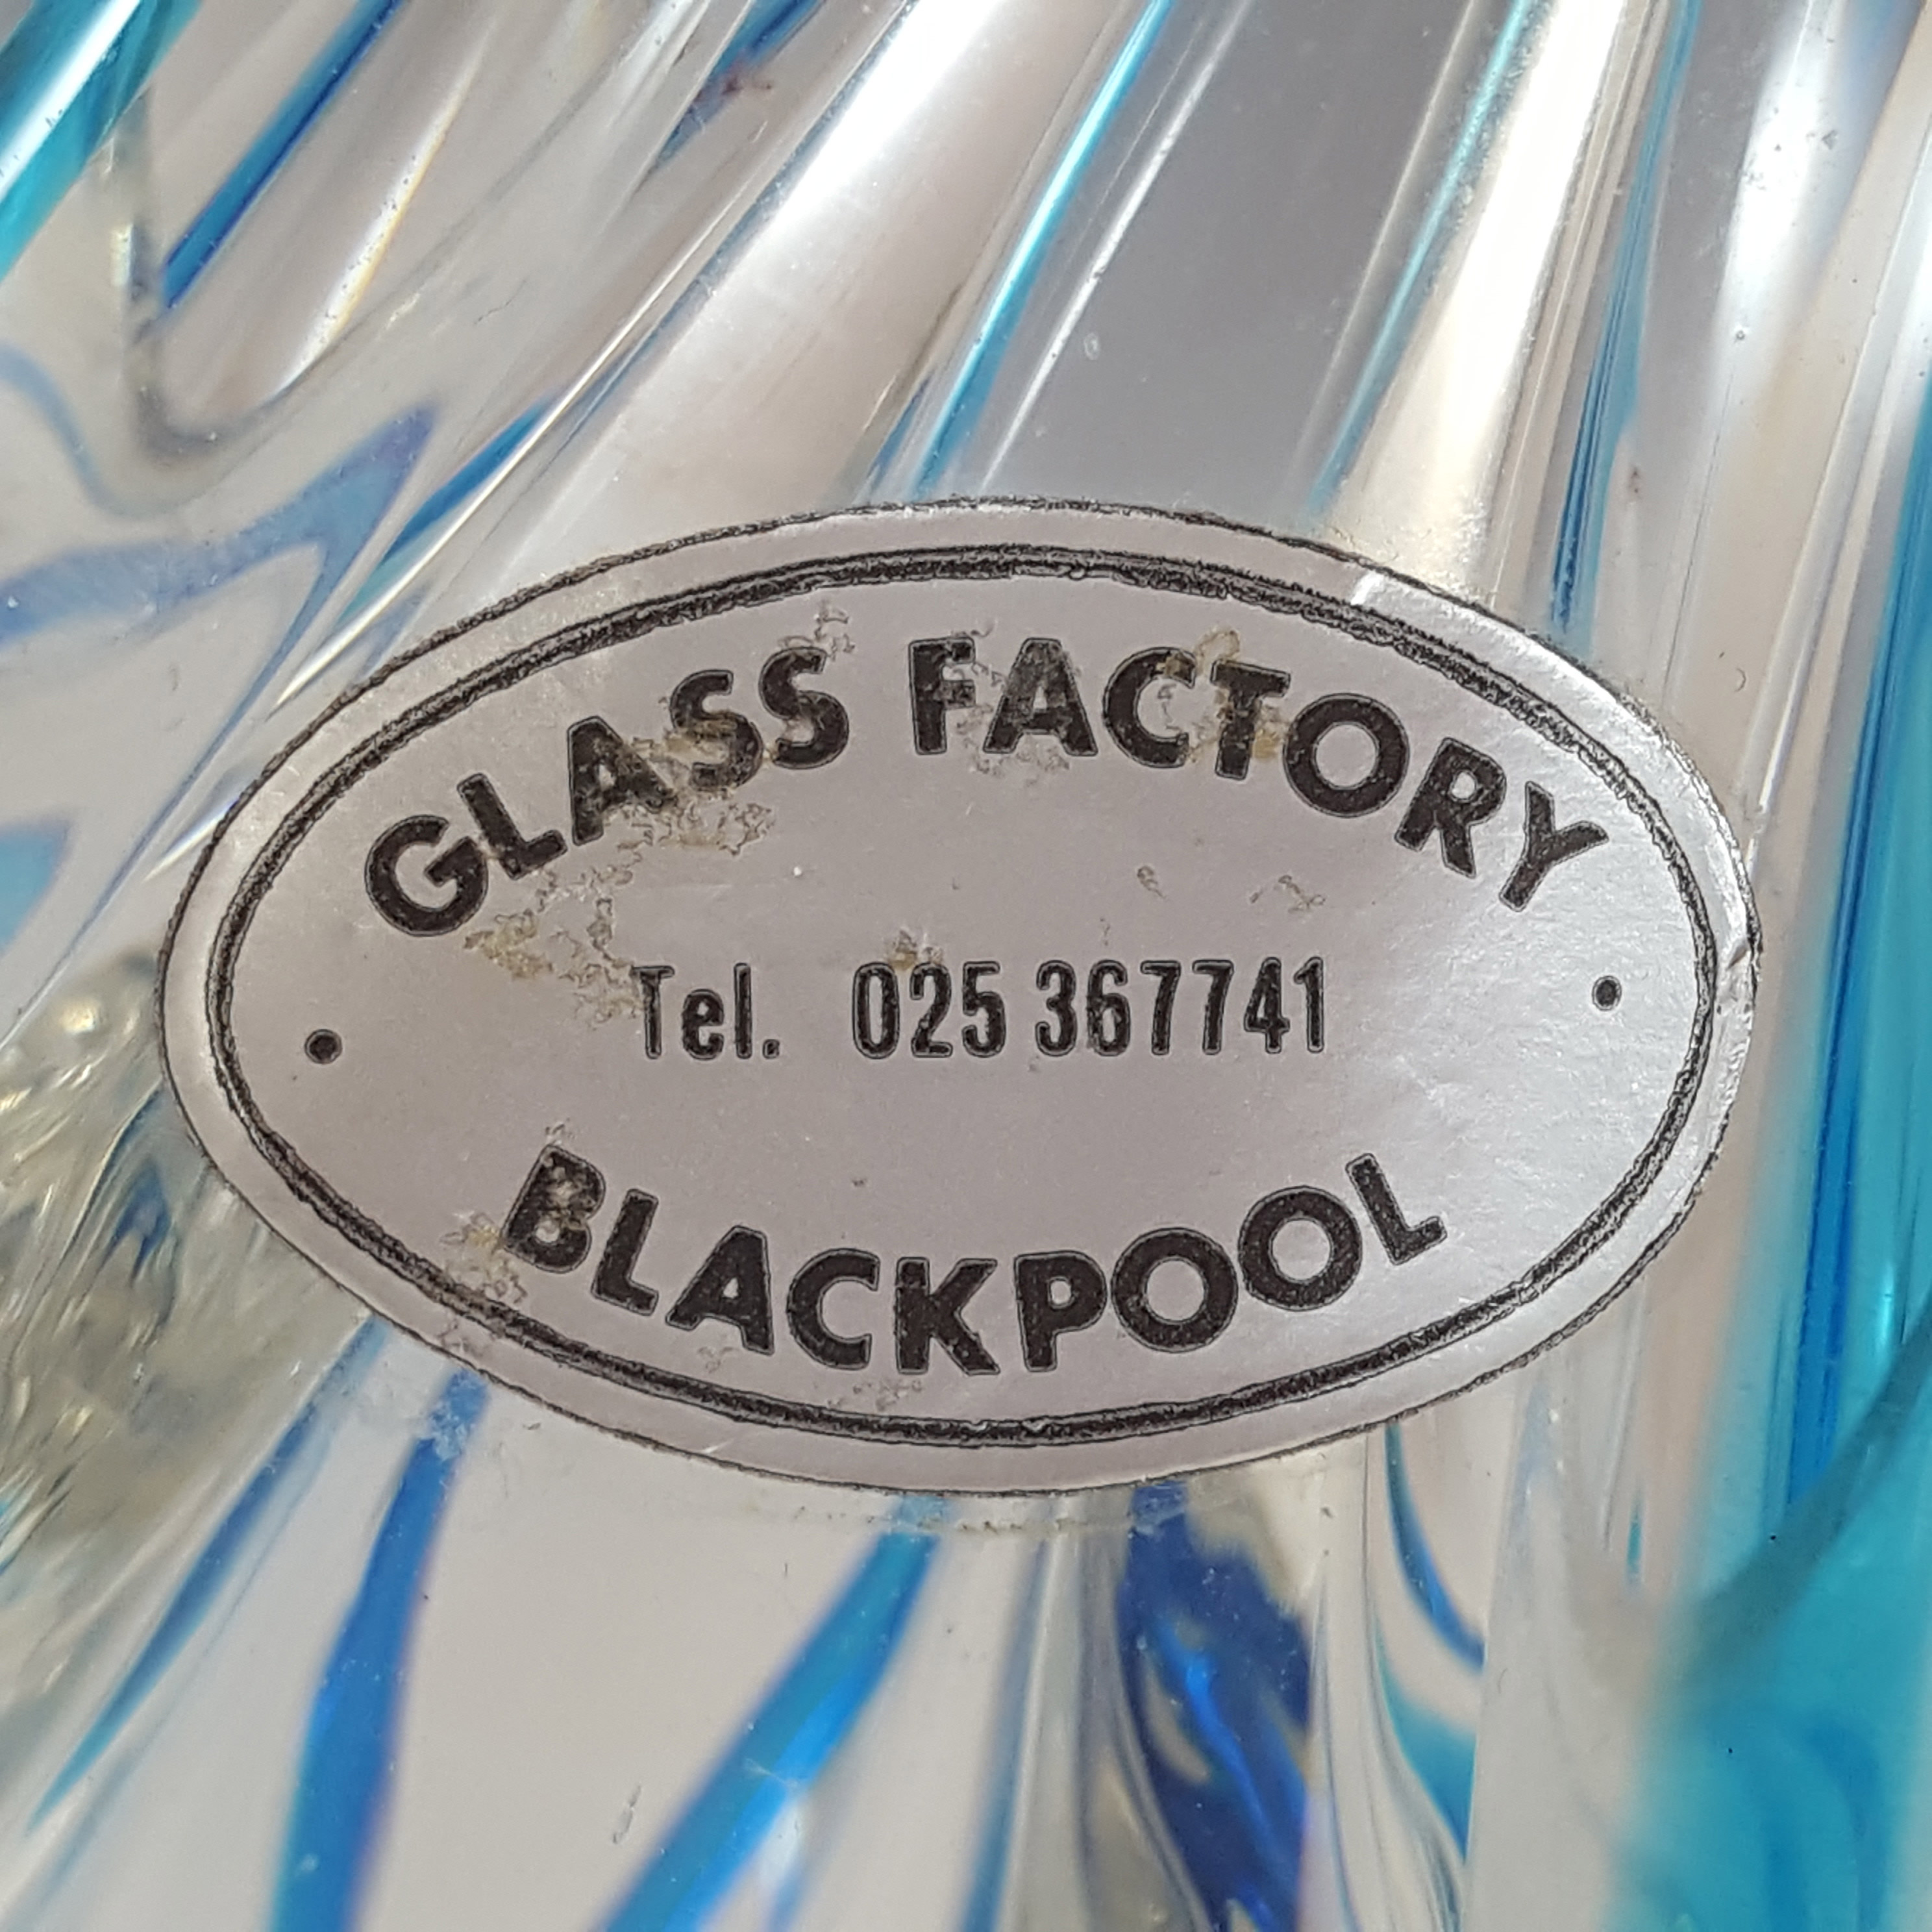 GLASS FACTORY
Tel. 025 367741
BLACKPOOL